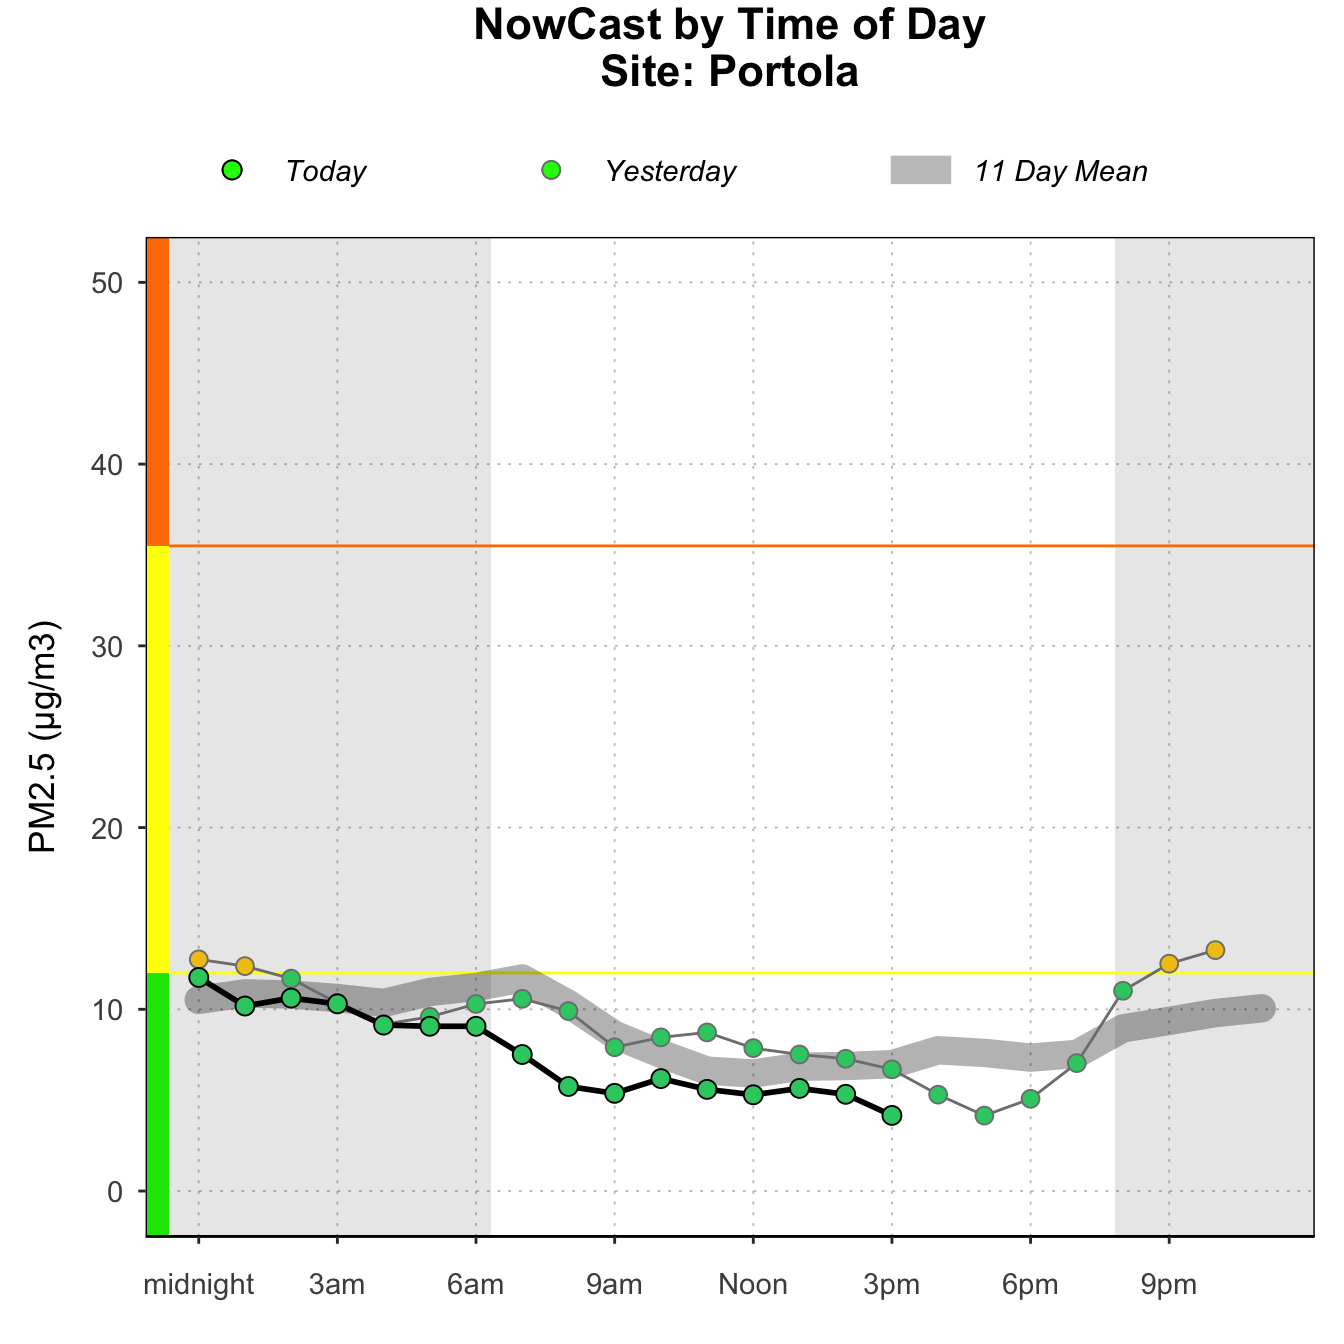 NowCast by Time of Day
Site: Portola
Today Yesterday 11 Day Mean
PM2.5 (µg/m3)
50
40
30
20
10
0
midnight 3am 6am 9am Noon 3pm 6pm 9pm